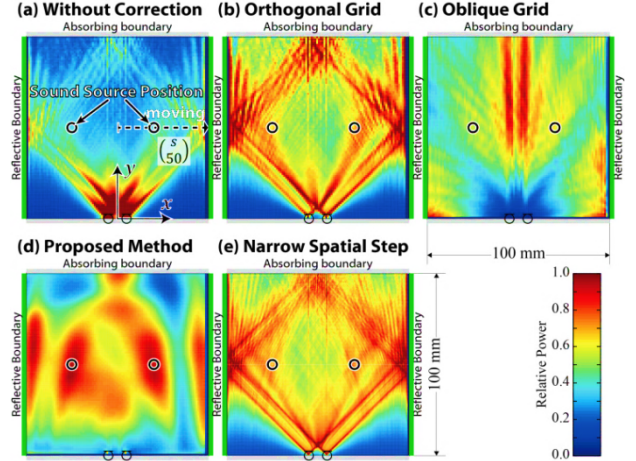 (a) Without Correction
Absorbing boundary
(b) Orthogonal Grid
Absorbing boundary
(c) Oblique Grid
Absorbing boundary
Reflective Boundary
Sound Source Position
moving
(s
50)
y
x
Reflective Boundary
Reflective Boundary
Reflective Boundary
100 mm
(d) Proposed Method
Absorbing boundary
(e) Narrow Spatial Step
Absorbing boundary
Reflective Boundary
Reflective Boundary
100 mm
Relative Power
1.0
0.8
0.6
0.4
0.2
0.0